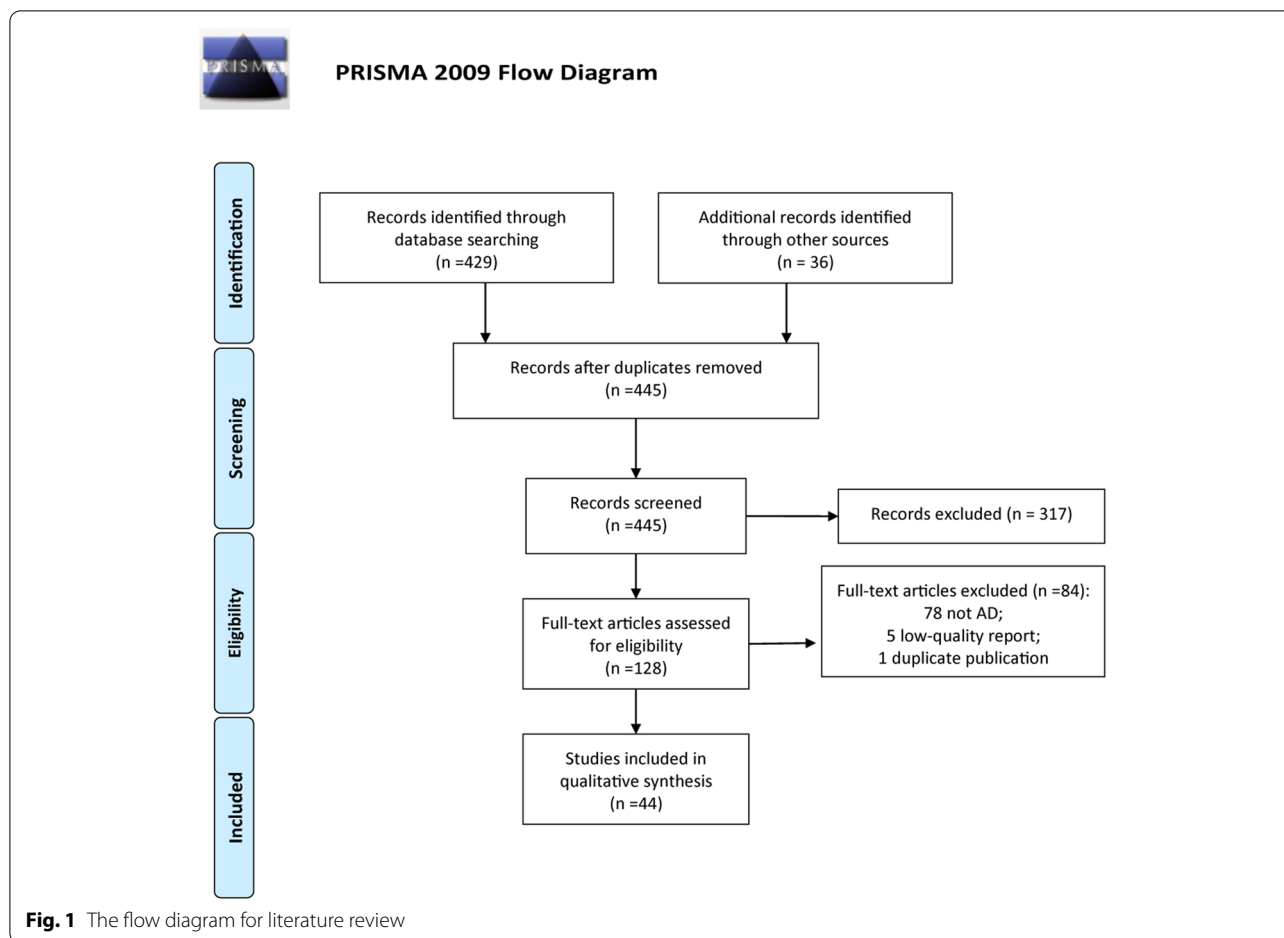 PRISMA
PRISMA 2009 Flow Diagram
Identification
Records identified through
database searching
(n =429)
Additional records identified
through other sources
(n = 36)
Screening
Records after duplicates removed
(n =445)
Records screened
(n =445)
Records excluded (n = 317)
Eligibility
Full-text articles assessed
for eligibility
(n =128)
Full-text articles excluded (n =84):
78 not AD;
5 low-quality report;
1 duplicate publication
Included
Studies included in
qualitative synthesis
(n =44)
Fig. 1 The flow diagram for literature review